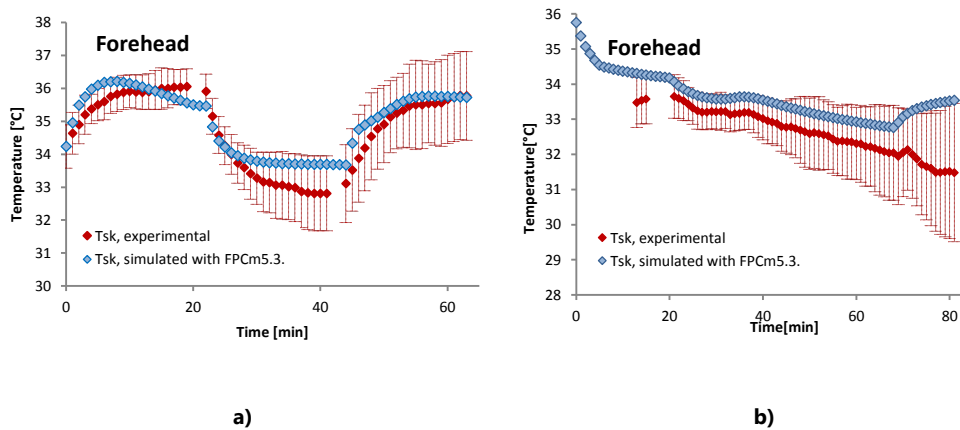 38
37
36
35
34
33
32
31
30
Temperature [°C]
Forehead
Tsk, experimental
Tsk, simulated with FPCm5.3.
0 20 40 60
Time [min]
a)
36
35
34
33
32
31
30
29
28
Temperature[°C]
Forehead
Tsk, experimental
Tsk, simulated with FPCm5.3.
0 20 40 60 80
Time[min]
b)